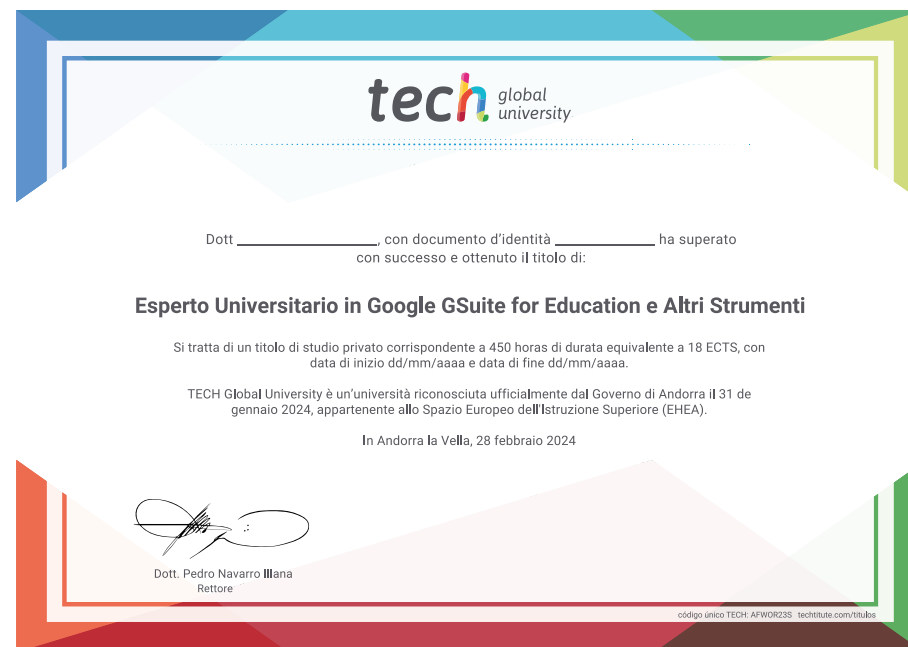 tech global university
Dott ________________, con documento d'identità ______________ ha superato
con successo e ottenuto il titolo di:
Esperto Universitario in Google GSuite for Education e Altri Strumenti
Si tratta di un titolo di studio privato corrispondente a 450 horas di durata equivalente a 18 ECTS, con
data di inizio dd/mm/aaaa e data di fine dd/mm/aaaa.
TECH Global University è un'università riconosciuta ufficialmente dal Governo di Andorra il 31 de
gennaio 2024, appartenente allo Spazio Europeo dell'Istruzione Superiore (EHEA).
In Andorra la Vella, 28 febbraio 2024
Dott. Pedro Navarro Illana
Rettore
código único TECH: AFWOR23S techtitute.com/titulos